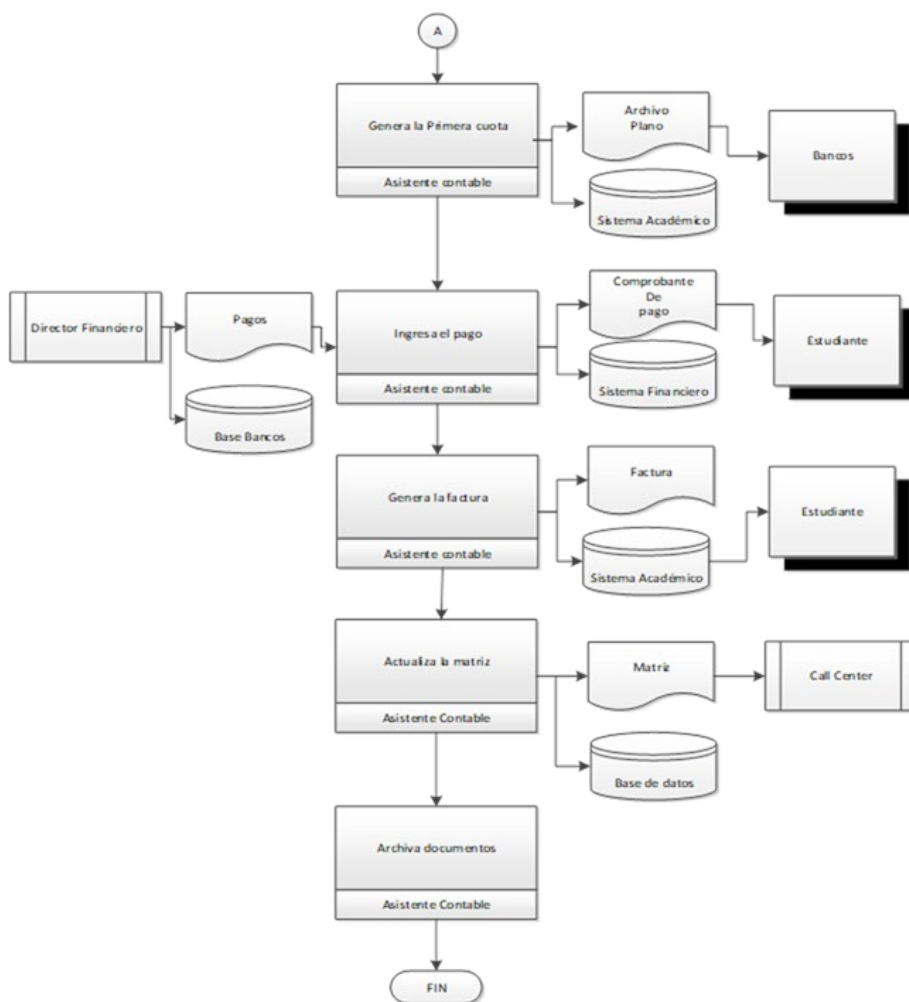 A
Genera la Primera cuota
Asistente contable
Archivo
Plano
Sistema Académico
Bancos
Director Financiero
Pagos
Base Bancos
Ingresa el pago
Asistente contable
Comprobante
De
pago
Sistema Financiero
Estudiante
Genera la factura
Asistente contable
Factura
Sistema Académico
Estudiante
Actualiza la matriz
Asistente Contable
Matriz
Base de datos
Call Center
Archiva documentos
Asistente Contable
FIN